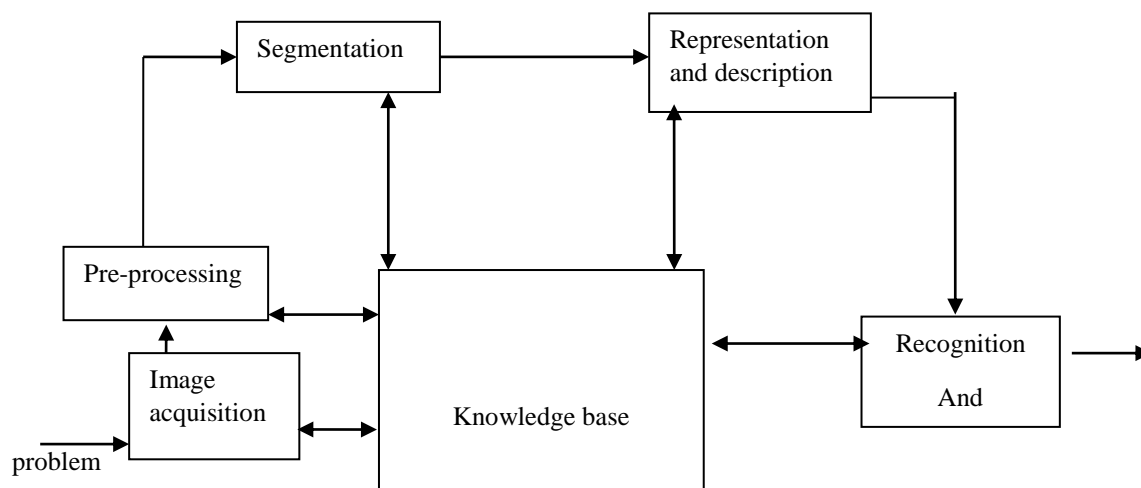 Segmentation
Representation
and description
Pre-processing
Image
acquisition
problem
Knowledge base
Recognition
And